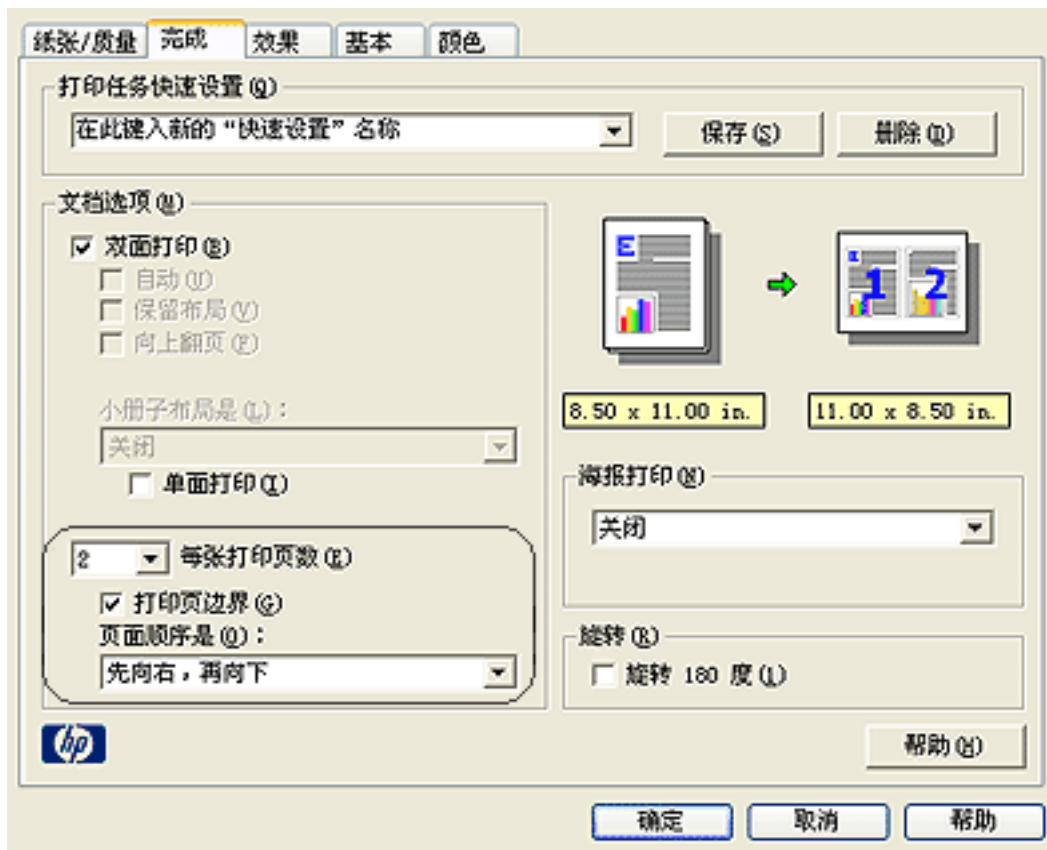 纸张/质量 完成 效果 基本 颜色
打印任务快速设置(Q)
在此键入新的“快速设置”名称 保存(S) 删除(D)
文档选项(U)
双面打印(B)
自动(U)
保留布局(V)
向上翻页(F)
小册子布局是(L)：
关闭
单面打印(I)
2 每张打印页数(E)
打印页边界(G)
页面顺序是(O)：
先向右，再向下
E
1 2
8.50 x 11.00 in. 11.00 x 8.50 in.
海报打印(N)
关闭
旋转(R)
旋转 180 度(L)
hp
帮助(H)
确定 取消 帮助